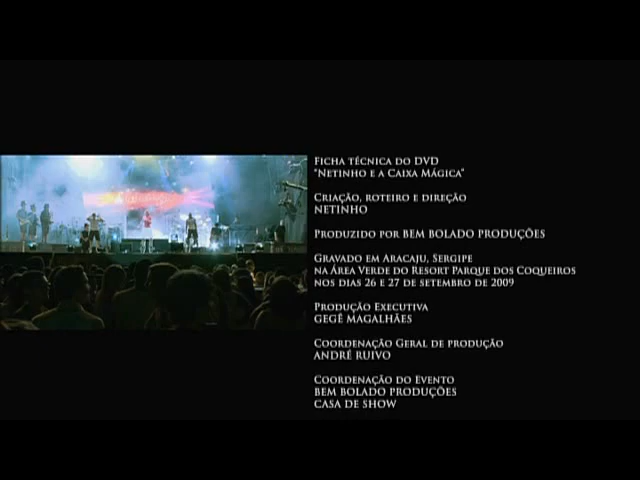 Ficha técnica do DVD
"Netinho e a Caixa Mágica"
Criação, roteiro e direção
NETINHO
Produzido por BEM BOLADO PRODUÇÕES
Gravado em Aracaju, Sergipe
na Área Verde do Resort Parque dos Coqueiros
nos dias 26 e 27 de setembro de 2009
Produção Executiva
GEGÊ MAGALHÃES
Coordenação Geral de produção
ANDRÉ RUIVO
Coordenação do Evento
BEM BOLADO PRODUÇÕES
CASA DE SHOW